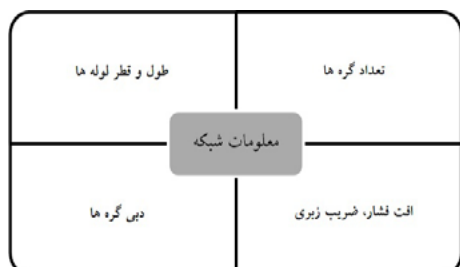 تعداد گره ها
طول و قطر لوله ها
معلومات شبکه
افت فشار، ضریب زبری
دبی گره ها